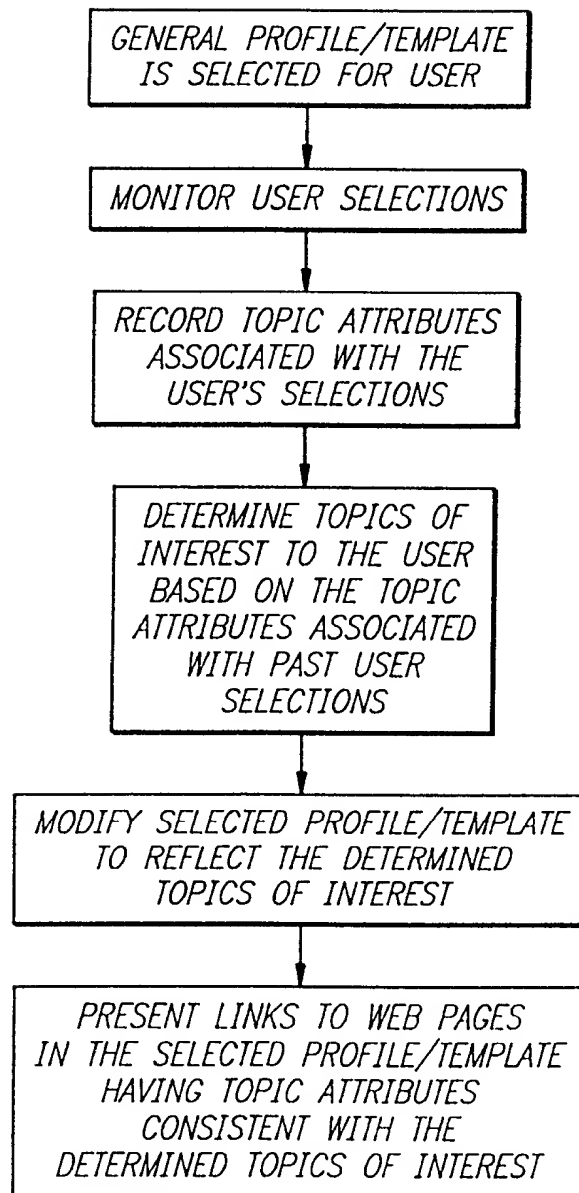 GENERAL PROFILE/TEMPLATE
IS SELECTED FOR USER
MONITOR USER SELECTIONS
RECORD TOPIC ATTRIBUTES
ASSOCIATED WITH THE
USER'S SELECTIONS
DETERMINE TOPICS OF
INTEREST TO THE USER
BASED ON THE TOPIC
ATTRIBUTES ASSOCIATED
WITH PAST USER
SELECTIONS
MODIFY SELECTED PROFILE/TEMPLATE
TO REFLECT THE DETERMINED
TOPICS OF INTEREST
PRESENT LINKS TO WEB PAGES
IN THE SELECTED PROFILE/TEMPLATE
HAVING TOPIC ATTRIBUTES
CONSISTENT WITH THE
DETERMINED TOPICS OF INTEREST